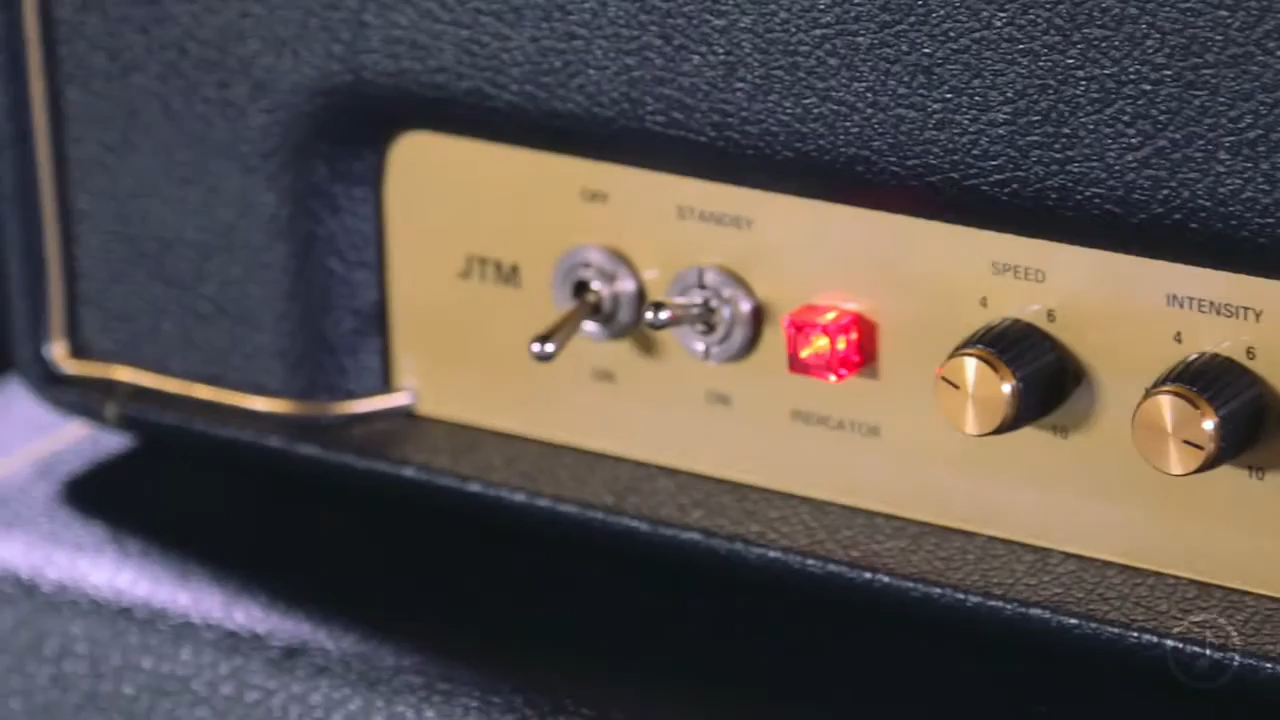 OFF
STANDBY
JTM
ON
ON
INDICATOR
SPEED
4 6
10
INTENSITY
4 6
10